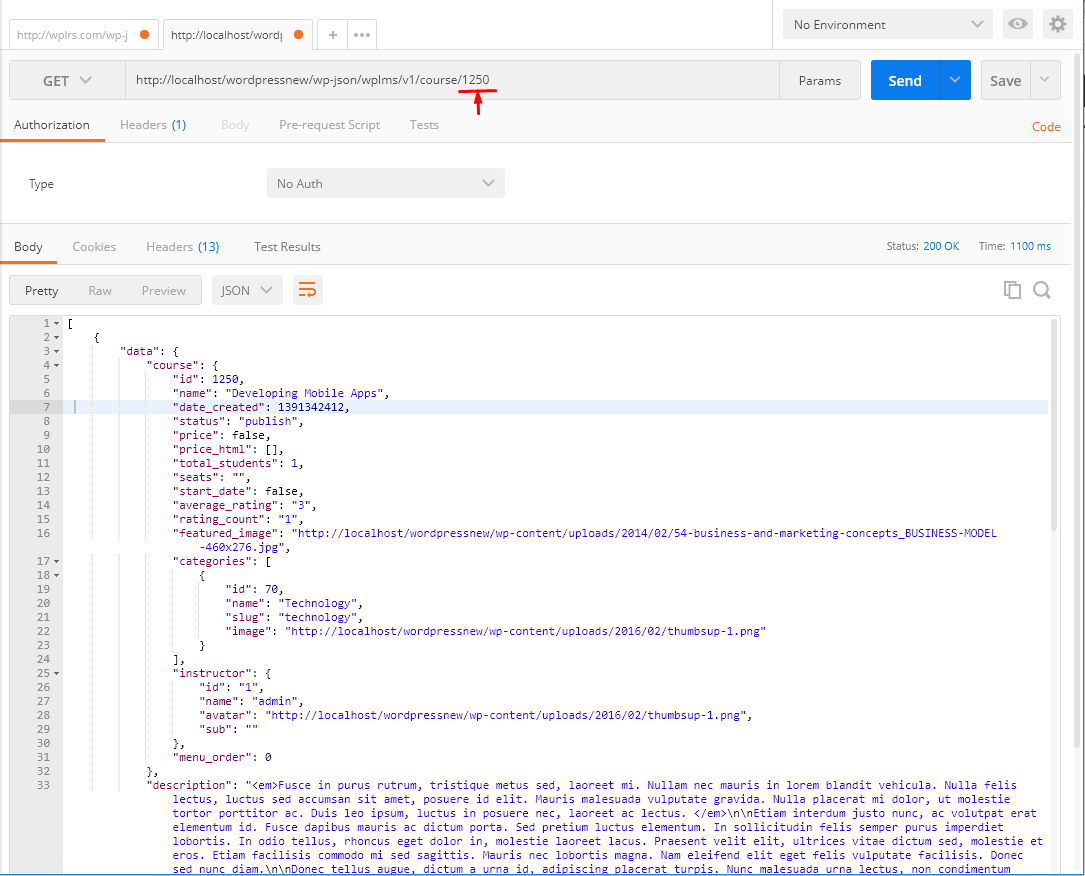 http://wplrs.com/wp-j
http://localhost/wordp
+
•••
No Environment
GET
http://localhost/wordpressnew/wp-json/wplms/v1/course/1250
Params
Send
Save
Authorization
Headers (1)
Body
Pre-request Script
Tests
Code
Type
No Auth
Body
Cookies
Headers (13)
Test Results
Status: 200 OK
Time: 1100 ms
Pretty
Raw
Preview
JSON
1 [
2 {
3 "data": {
4 "course": {
5 "id": 1250,
6 "name": "Developing Mobile Apps",
7 "date_created": 1391342412,
8 "status": "publish",
9 "price": false,
10 "price_html": [],
11 "total_students": 1,
12 "seats": "",
13 "start_date": false,
14 "average_rating": "3",
15 "rating_count": "1",
16 "featured_image": "http://localhost/wordpressnew/wp-content/uploads/2014/02/54-business-and-marketing-concepts_BUSINESS-MODEL
-460x276.jpg",
17 "categories": [
18 {
19 "id": 70,
20 "name": "Technology",
21 "slug": "technology",
22 "image": "http://localhost/wordpressnew/wp-content/uploads/2016/02/thumbsup-1.png"
23 }
24 ],
25 "instructor": {
26 "id": "1",
27 "name": "admin",
28 "avatar": "http://localhost/wordpressnew/wp-content/uploads/2016/02/thumbsup-1.png",
29 "sub": ""
30 },
31 "menu_order": 0
32 },
33 "description": "<em>Fusce in purus rutrum, tristique metus sed, laoreet mi. Nullam nec mauris in lorem blandit vehicula. Nulla felis
lectus, luctus sed accumsan sit amet, posuere id elit. Mauris malesuada vulputate gravida. Nulla placerat mi dolor, ut molestie
tortor porttitor ac. Duis leo ipsum, luctus in posuere nec, laoreet ac lectus. </em>\n\nEtiam interdum justo nunc, ac volutpat erat
elementum id. Fusce dapibus mauris ac dictum porta. Sed pretium luctus elementum. In sollicitudin felis semper purus imperdiet
lobortis. In odio tellus, rhoncus eget dolor in, molestie laoreet lacus. Praesent velit elit, ultrices vitae dictum sed, molestie et
eros. Etiam facilisis commodo mi sed sagittis. Mauris nec lobortis magna. Nam eleifend elit eget felis vulputate facilisis. Donec
sed nunc diam.\n\nDonec tellus augue, dictum a urna id, adipiscing placerat turpis. Nunc malesuada urna lectus, non condimentum